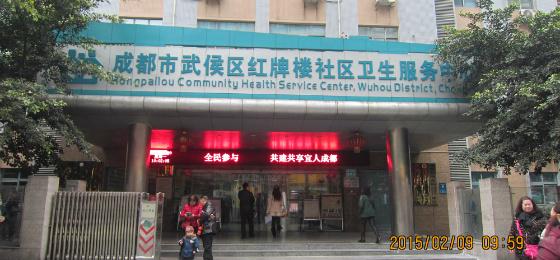 成都市武侯区红牌楼社区卫生服务中
Hongpailou Community Health Service Center, Wuhou District,
全民参与 共建共享宜人成都
2015/02/09 09:59